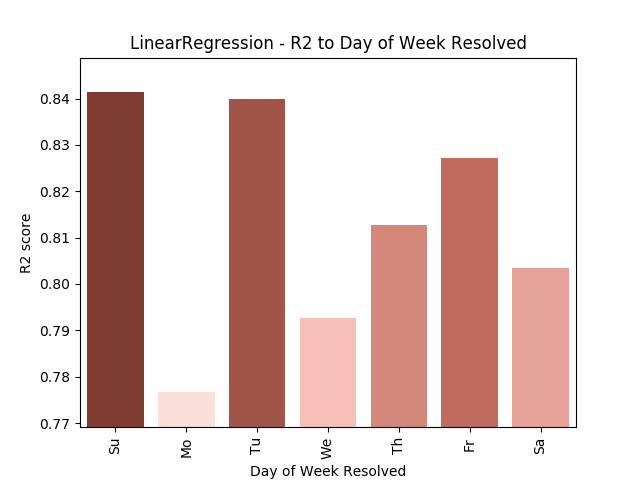 LinearRegression - R2 to Day of Week Resolved
0.84
0.83
0.82
0.81
0.80
0.79
0.78
0.77
R2 score
Su
Mo
Tu
We
Th
Fr
Sa
Day of Week Resolved